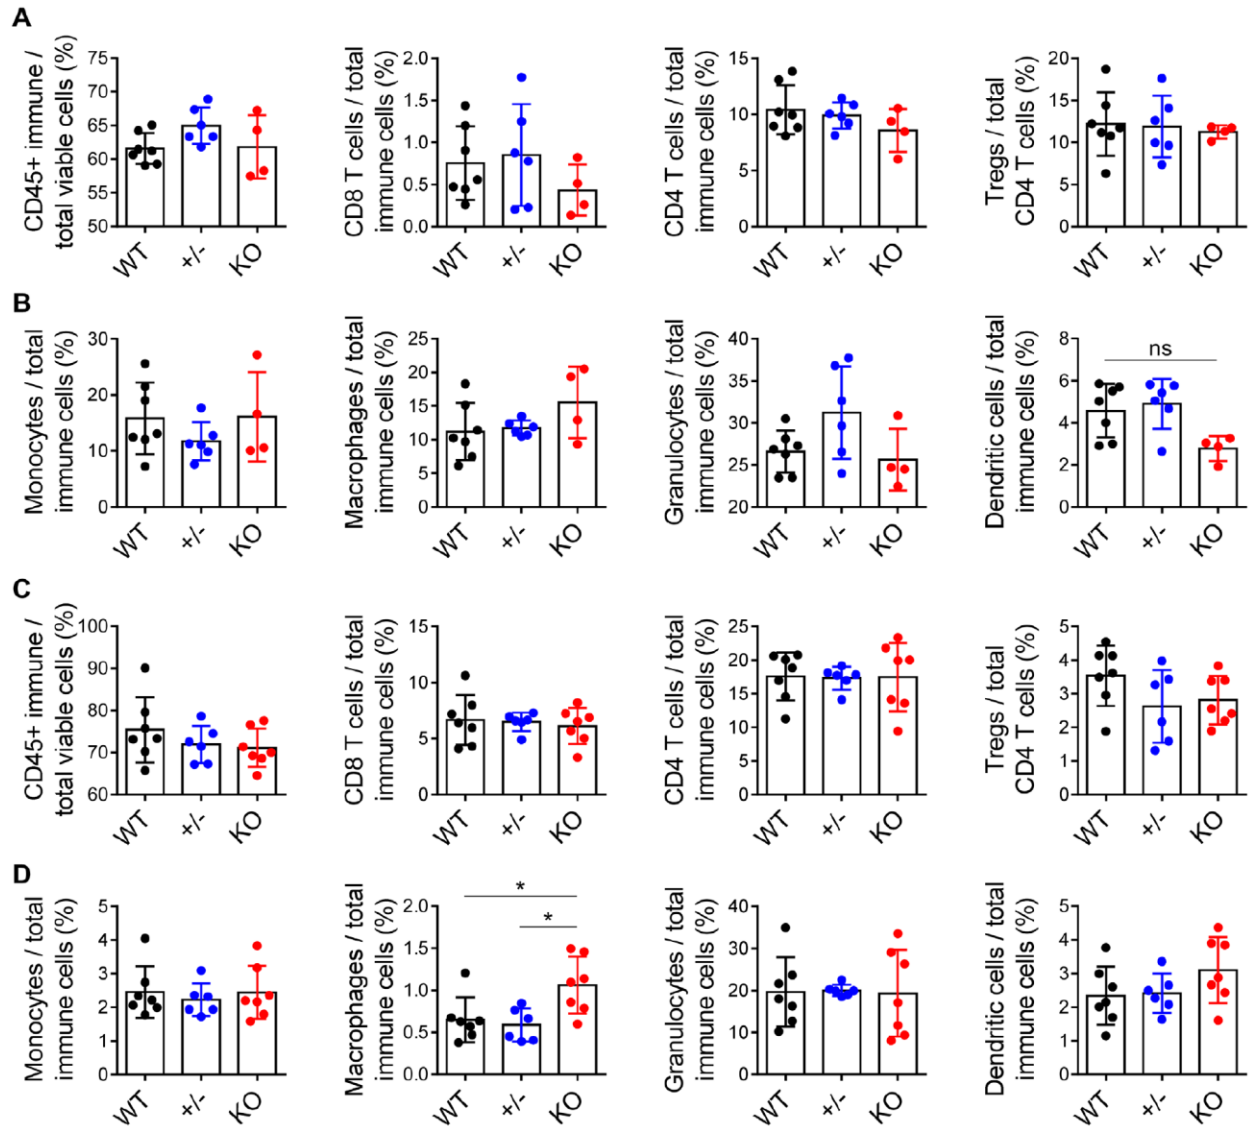 A
CD45+ immune /
total viable cells (%)
75
70
65
60
55
50
WT
+/-
KO
CD8 T cells / total
immune cells (%)
2.0
1.5
1.0
0.5
0.0
WT
+/-
KO
CD4 T cells / total
immune cells (%)
15
10
5
0
WT
+/-
KO
Tregs / total
CD4 T cells (%)
20
15
10
5
0
WT
+/-
KO
B
Monocytes / total
immune cells (%)
30
20
10
0
WT
+/-
KO
Macrophages / total
immune cells (%)
25
20
15
10
5
0
WT
+/-
KO
Granulocytes / total
immune cells (%)
40
35
30
25
20
WT
+/-
KO
Dendritic cells / total
immune cells (%)
8
6
4
2
0
ns
WT
+/-
KO
C
CD45+ immune /
total viable cells (%)
100
90
80
70
60
WT
+/-
KO
CD8 T cells / total
immune cells (%)
15
10
5
0
WT
+/-
KO
CD4 T cells / total
immune cells (%)
25
20
15
10
5
0
WT
+/-
KO
Tregs / total
CD4 T cells (%)
5
4
3
2
1
0
WT
+/-
KO
D
Monocytes / total
immune cells (%)
5
4
3
2
1
0
WT
+/-
KO
Macrophages / total
immune cells (%)
2.0
1.5
1.0
0.5
0.0
*
*
WT
+/-
KO
Granulocytes / total
immune cells (%)
40
30
20
10
0
WT
+/-
KO
Dendritic cells / total
immune cells (%)
5
4
3
2
1
0
WT
+/-
KO